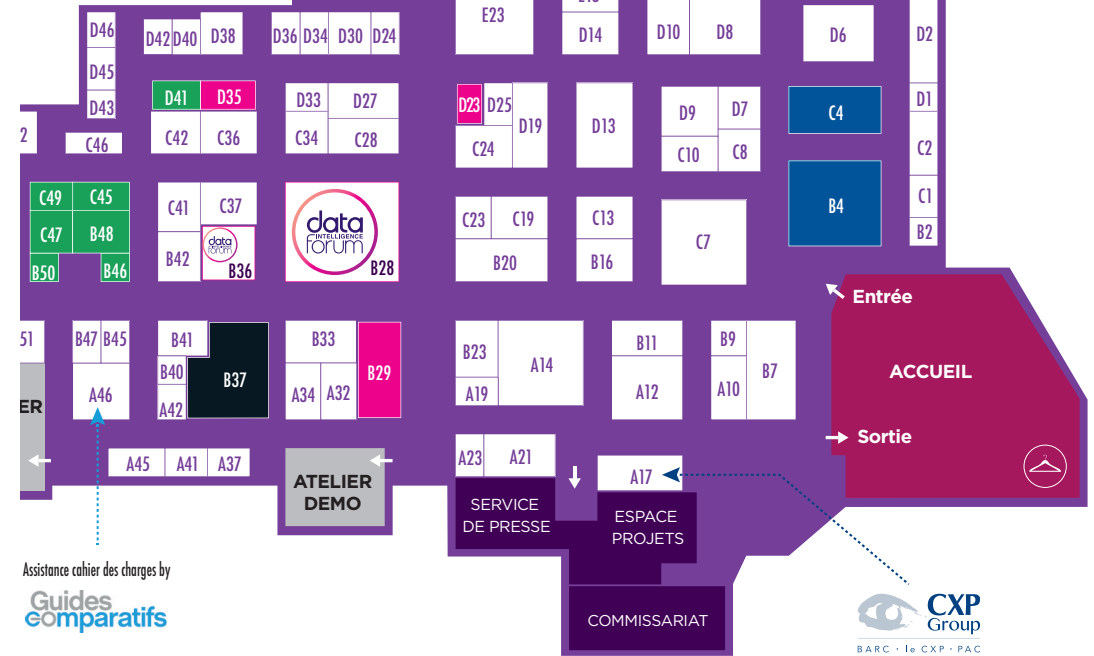 E23
D46
D42
D40
D38
D36
D34
D30
D24
D14
D10
D8
D6
D2
D45
D43
D41
D35
D33
D27
D23
D25
D19
D13
D9
D7
C4
D1
2
C46
C42
C36
C34
C28
C24
C10
C8
C2
C49
C45
C41
C37
data
INTELLIGENCE
forum
B28
C23
C19
C13
C7
B4
C1
C47
B48
B42
data
forum
B36
B20
B16
B2
B50
B46
Entrée
51
B47
B45
B41
B37
B33
B29
B23
A14
B11
B9
B7
ACCUEIL
B40
A46
A42
A34
A32
A19
A12
A10
ER
Sortie
A45
A41
A37
ATELIER
DEMO
A23
A21
A17
SERVICE
DE PRESSE
ESPACE
PROJETS
COMMISSARIAT
Assistance cahier des charges by
Guides
comparatifs
CXP
Group
BARC · le CXP · PAC